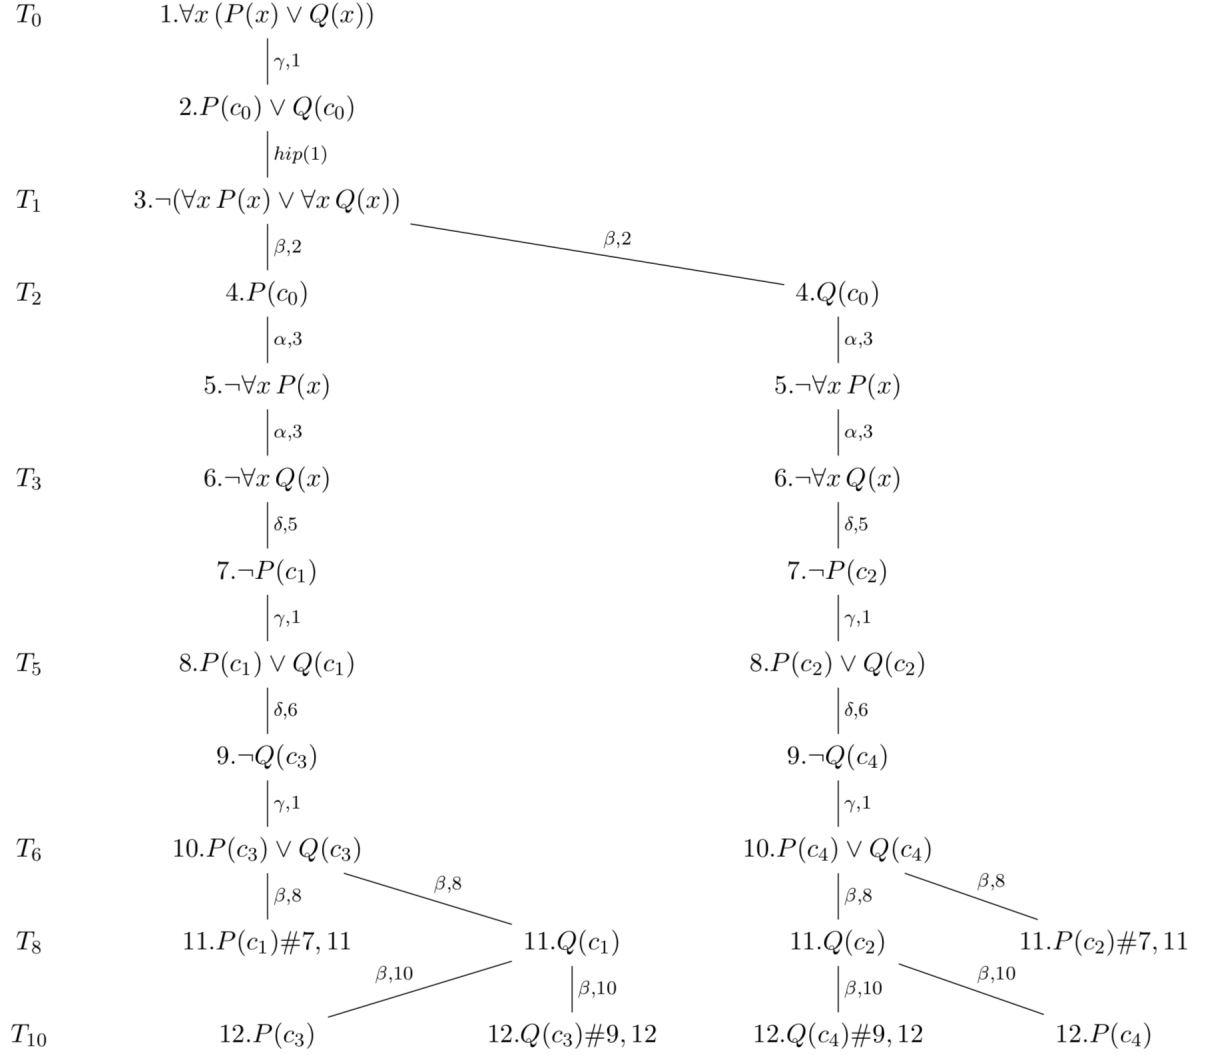 T₀ 1.∀x (P(x) ∨ Q(x))
γ,1
2.P(c₀) ∨ Q(c₀)
hip(1)
T₁ 3.¬(∀x P(x) ∨ ∀x Q(x))
β,2 β,2
T₂ 4.P(c₀) 4.Q(c₀)
α,3 α,3
5.¬∀x P(x) 5.¬∀x P(x)
α,3 α,3
T₃ 6.¬∀x Q(x) 6.¬∀x Q(x)
δ,5 δ,5
7.¬P(c₁) 7.¬P(c₂)
γ,1 γ,1
T₅ 8.P(c₁) ∨ Q(c₁) 8.P(c₂) ∨ Q(c₂)
δ,6 δ,6
9.¬Q(c₃) 9.¬Q(c₄)
γ,1 γ,1
T₆ 10.P(c₃) ∨ Q(c₃) 10.P(c₄) ∨ Q(c₄)
β,8 β,8 β,8 β,8
T₈ 11.P(c₁)#7, 11 11.Q(c₁) 11.Q(c₂) 11.P(c₂)#7, 11
β,10 β,10 β,10 β,10
T₁₀ 12.P(c₃) 12.Q(c₃)#9, 12 12.Q(c₄)#9, 12 12.P(c₄)